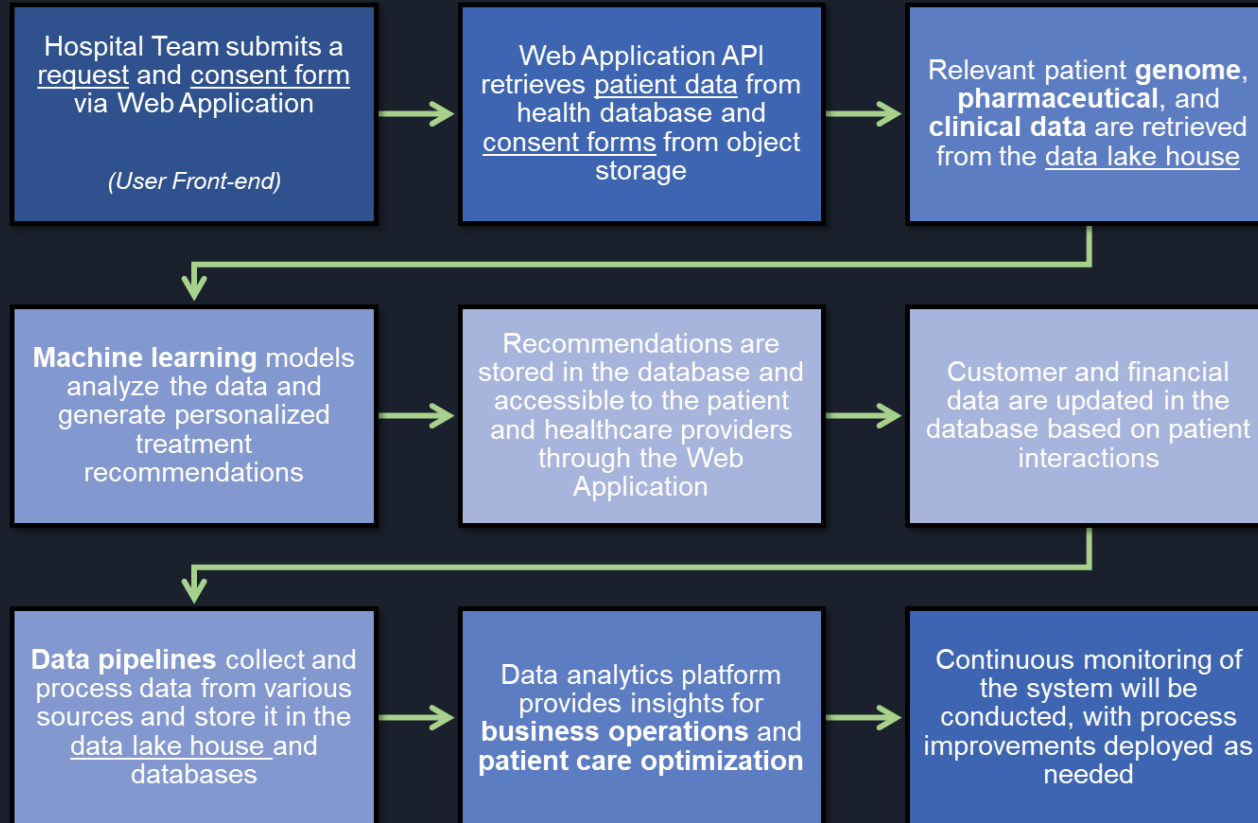 Hospital Team submits a
request and consent form
via Web Application
(User Front-end)
Web Application API
retrieves patient data from
health database and
consent forms from object
storage
Relevant patient genome,
pharmaceutical, and
clinical data are retrieved
from the data lake house
Machine learning models
analyze the data and
generate personalized
treatment
recommendations
Recommendations are
stored in the database and
accessible to the patient
and healthcare providers
through the Web
Application
Customer and financial
data are updated in the
database based on patient
interactions
Data pipelines collect and
process data from various
sources and store it in the
data lake house and
databases
Data analytics platform
provides insights for
business operations and
patient care optimization
Continuous monitoring of
the system will be
conducted, with process
improvements deployed as
needed